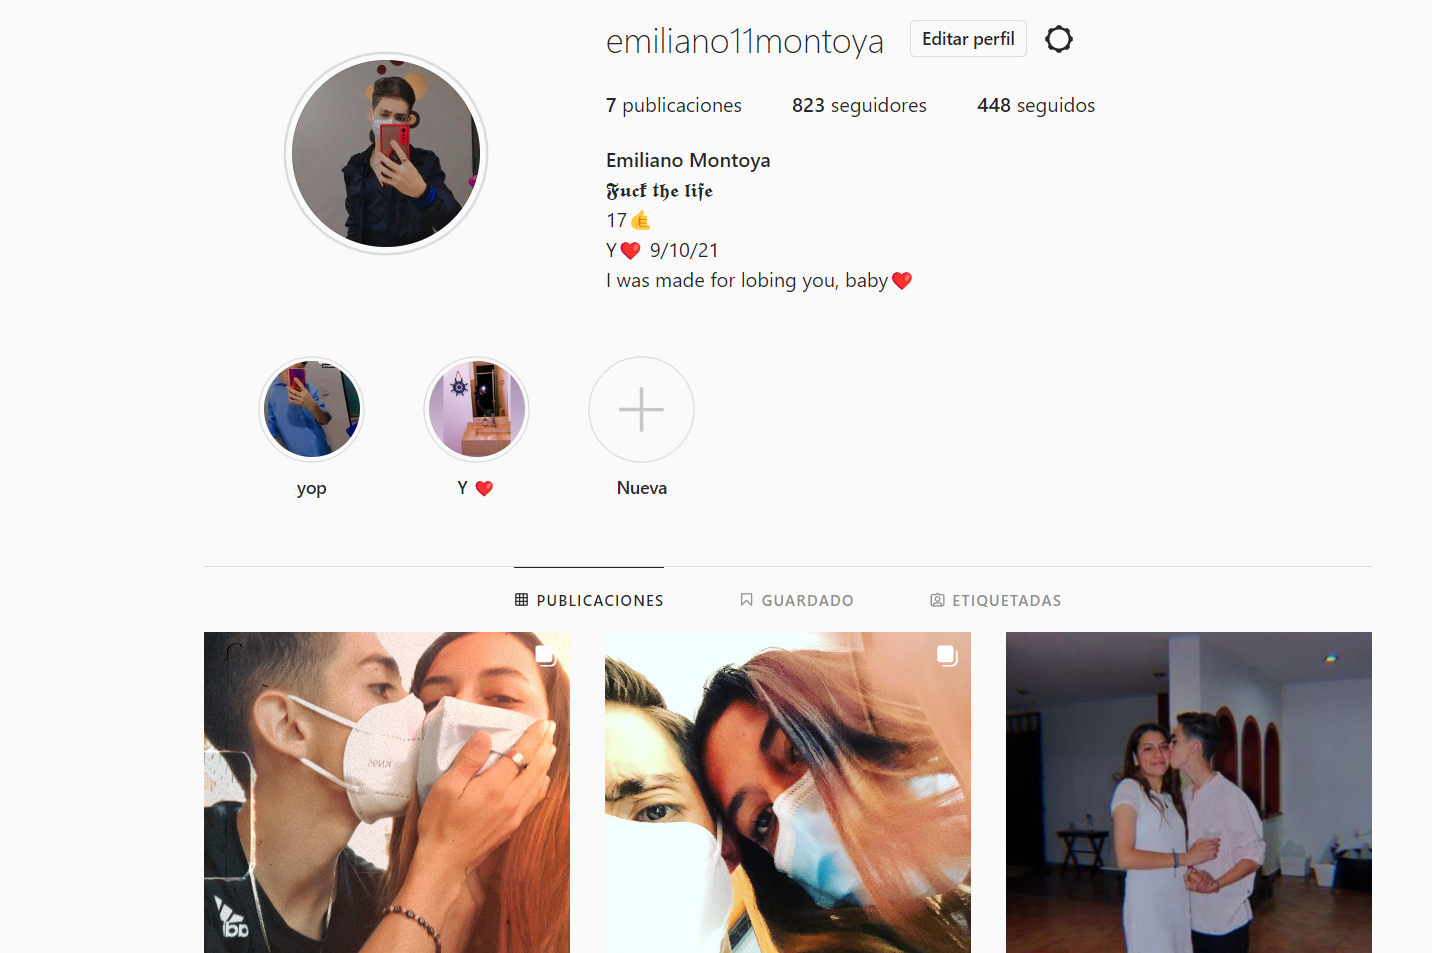 emiliano11montoya Editar perfil
7 publicaciones 823 seguidores 448 seguidos
Emiliano Montoya
𝕱𝖚𝖈𝖐 𝖙𝖍𝖊 𝖑𝖎𝖋𝖊
17🤙
Y❤️ 9/10/21
I was made for lobing you, baby❤️
yop
Y ❤️
Nueva
PUBLICACIONES GUARDADO ETIQUETADAS
KN95